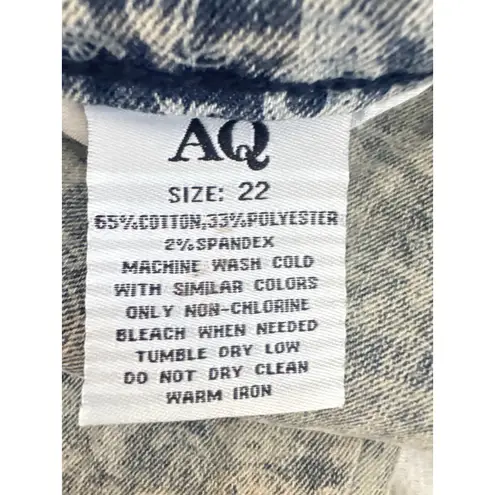 AQ
SIZE: 22
65%COTTON,33%POLYESTER
2%SPANDEX
MACHINE WASH COLD
WITH SIMILAR COLORS
ONLY NON-CHLORINE
BLEACH WHEN NEEDED
TUMBLE DRY LOW
DO NOT DRY CLEAN
WARM IRON